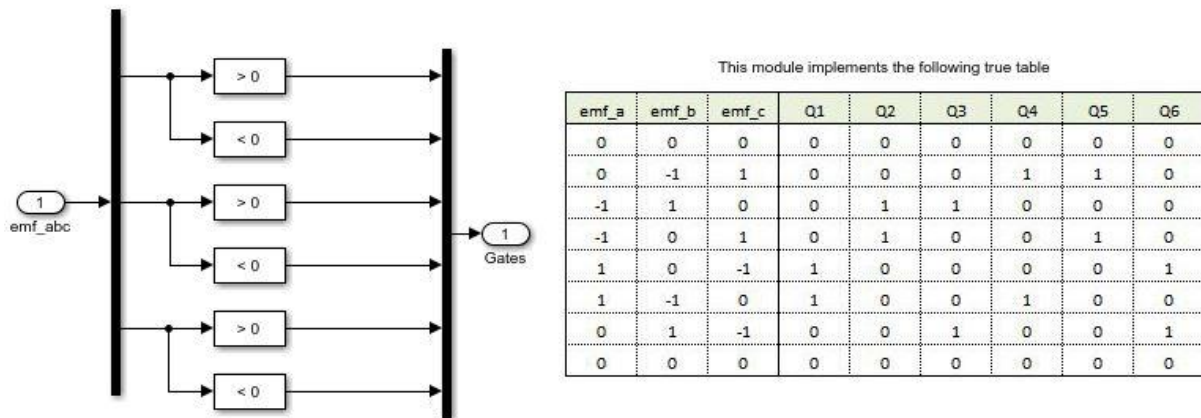 > 0
< 0
1
emf_abc
> 0
< 0
> 0
< 0
1
Gates
This module implements the following true table
emf_a emf_b emf_c Q1 Q2 Q3 Q4 Q5 Q6
0 0 0 0 0 0 0 0 0
0 -1 1 0 0 0 1 1 0
-1 1 0 0 1 1 0 0 0
-1 0 1 0 1 0 0 1 0
1 0 -1 1 0 0 0 0 1
1 -1 0 1 0 0 1 0 0
0 1 -1 0 0 1 0 0 1
0 0 0 0 0 0 0 0 0